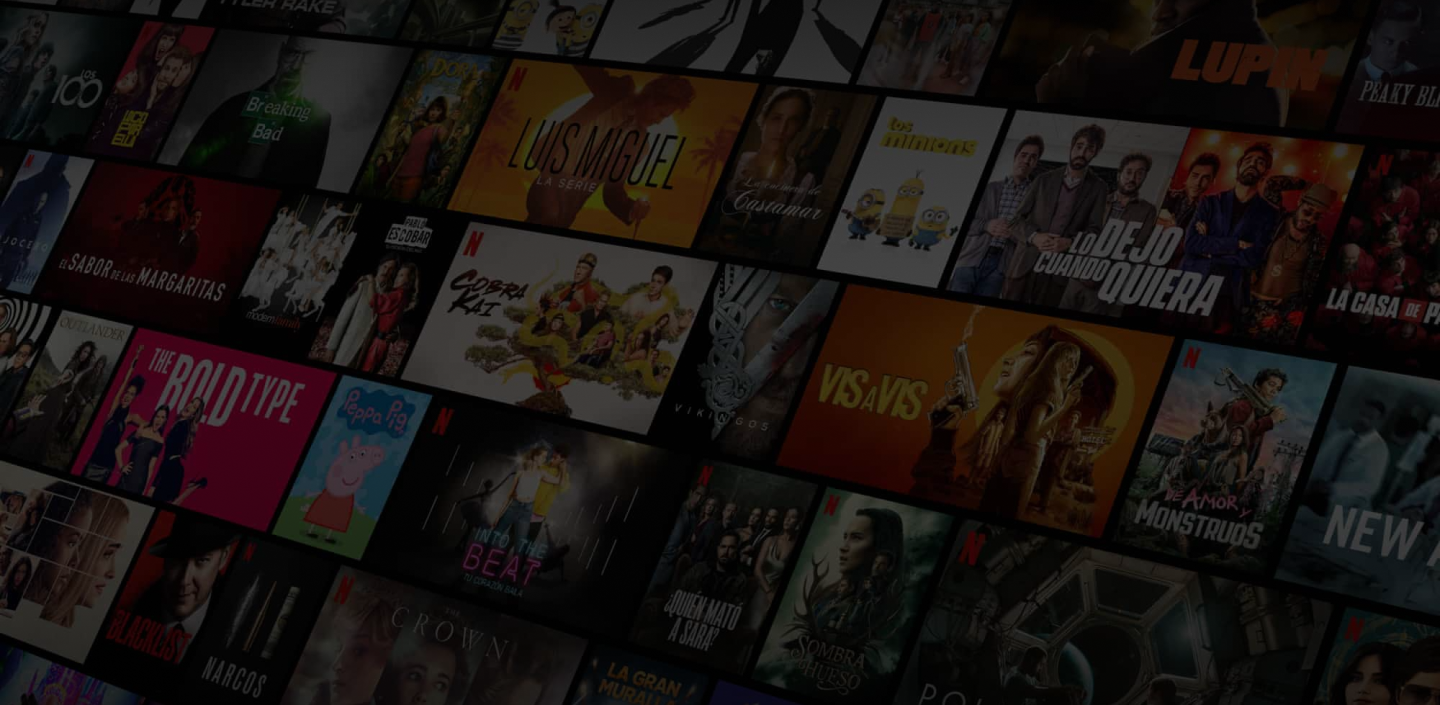 TYLER RAKE
LUPIN
PEAKY BLI
LOS
100
Breaking
Bad
DORA
LUIS MIGUEL
LA SERIE
Castamar
los
minions
LO DEJO
CUANDO QUIERA
LA CASA DE P
EL SABOR DE LAS MARGARITAS
modern family
PABLO
ESCOBAR
COBRA
KAI
VIKINGOS
VIS A VIS
DE AMOR Y
MONSTRUOS
NEW A
OUTLANDER
THE
BOLD TYPE
Peppa Pig
INTO THE
BEAT
TU CORAZÓN BAILA
¿QUIÉN MATÓ
A SARA?
SOMBRA
HUESO
BLACKLIST
NARCOS
THE
CROWN
LA GRAN
MURALLA